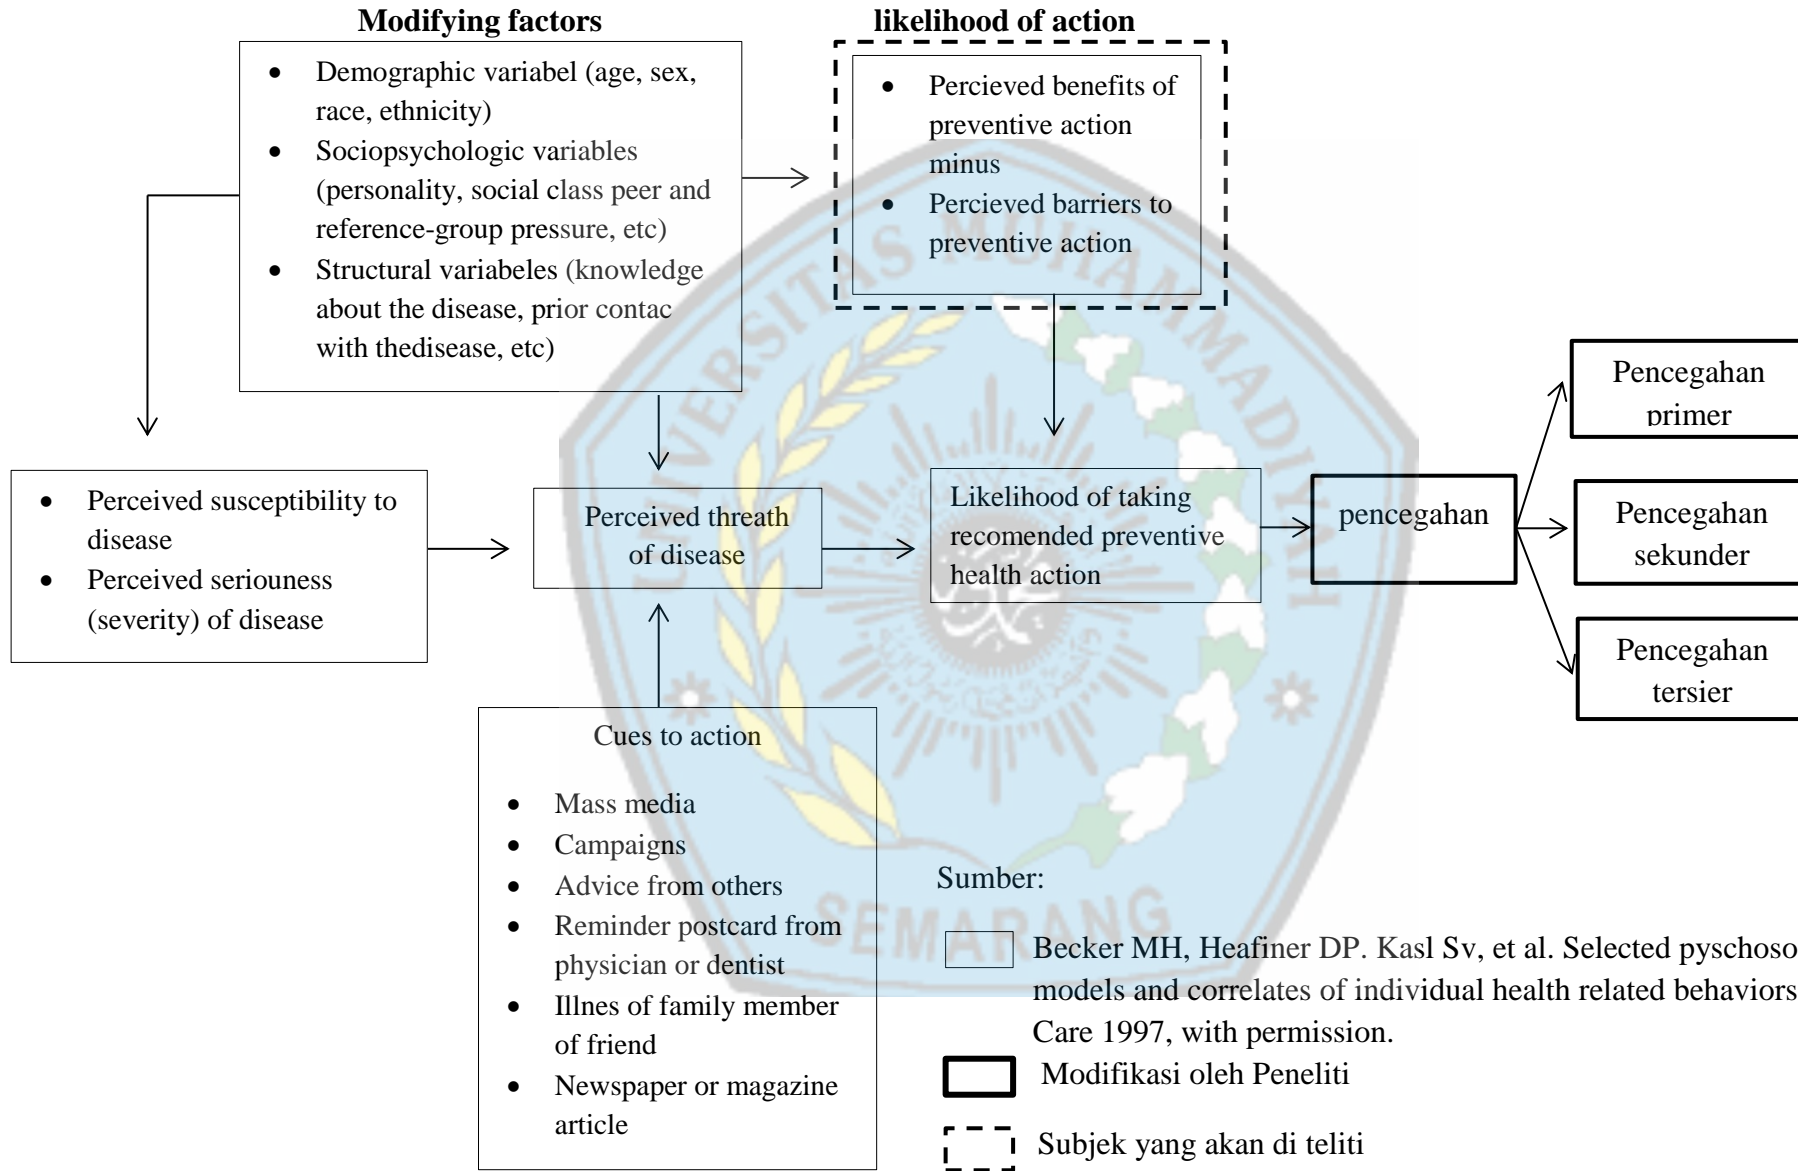 Modifying factors
likelihood of action
• Demographic variabel (age, sex,
race, ethnicity)
• Sociopsychologic variables
(personality, social class peer and
reference-group pressure, etc)
• Structural variabeles (knowledge
about the disease, prior contac
with thedisease, etc)
• Percieved benefits of
preventive action
minus
• Percieved barriers to
preventive action
• Perceived susceptibility to
disease
• Perceived seriouness
(severity) of disease
Perceived threath
of disease
Likelihood of taking
recomended preventive
health action
pencegahan
Pencegahan
primer
Pencegahan
sekunder
Pencegahan
tersier
Cues to action
• Mass media
• Campaigns
• Advice from others
• Reminder postcard from
physician or dentist
• Illnes of family member
of friend
• Newspaper or magazine
article
Sumber:
Becker MH, Heafiner DP. Kasl Sv, et al. Selected pyschoso
models and correlates of individual health related behaviors
Care 1997, with permission.
Modifikasi oleh Peneliti
Subjek yang akan di teliti
UNIVERSITAS MUHAMMADIYAH
SEMARANG